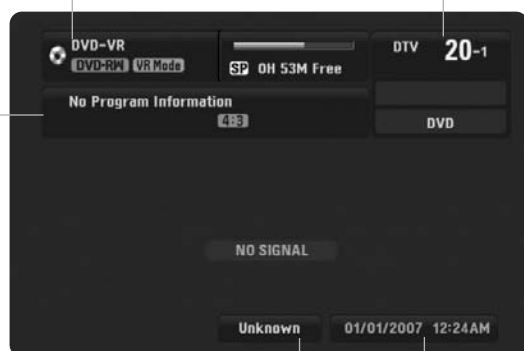 DVD-VR
DVD-RW VR Mode
SP 0H 53M Free
DTV 20-1
No Program Information
4:3
DVD
NO SIGNAL
Unknown 01/01/2007 12:24AM